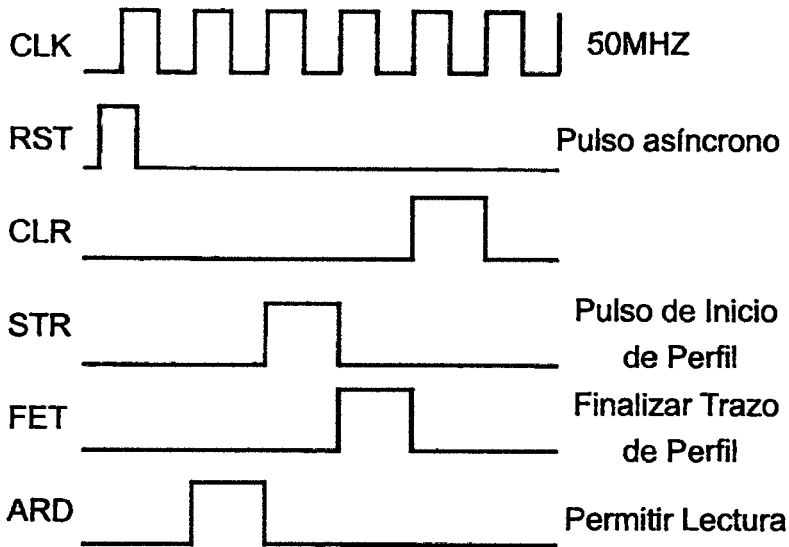 CLK 50MHZ
RST Pulso asíncrono
CLR
STR Pulso de Inicio
de Perfil
FET Finalizar Trazo
de Perfil
ARD Permitir Lectura